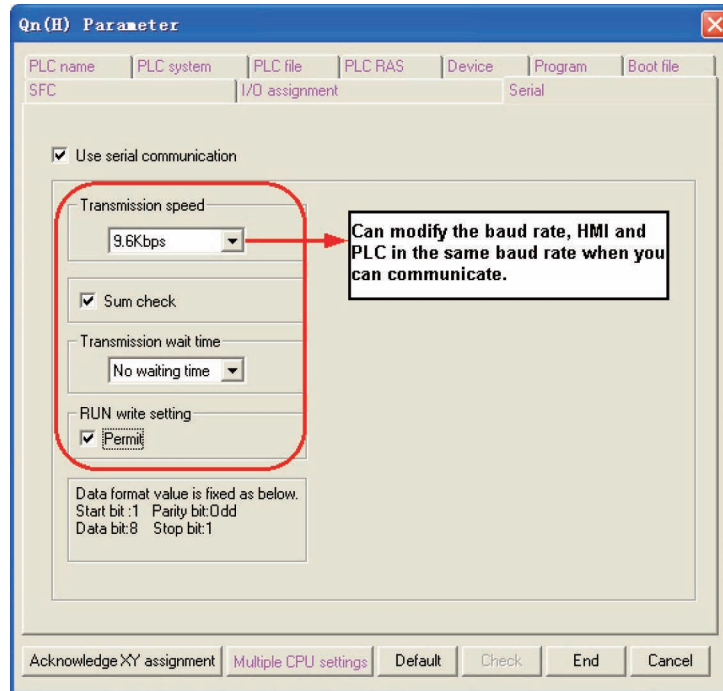 Qn(H) Parameter
PLC name PLC system PLC file PLC RAS Device Program Boot file
SFC I/O assignment Serial
Use serial communication
Transmission speed
9.6Kbps
Can modify the baud rate, HMI and
PLC in the same baud rate when you
can communicate.
Sum check
Transmission wait time
No waiting time
RUN write setting
Permit
Data format value is fixed as below.
Start bit :1 Parity bit:Odd
Data bit:8 Stop bit:1
Acknowledge XY assignment Multiple CPU settings Default Check End Cancel